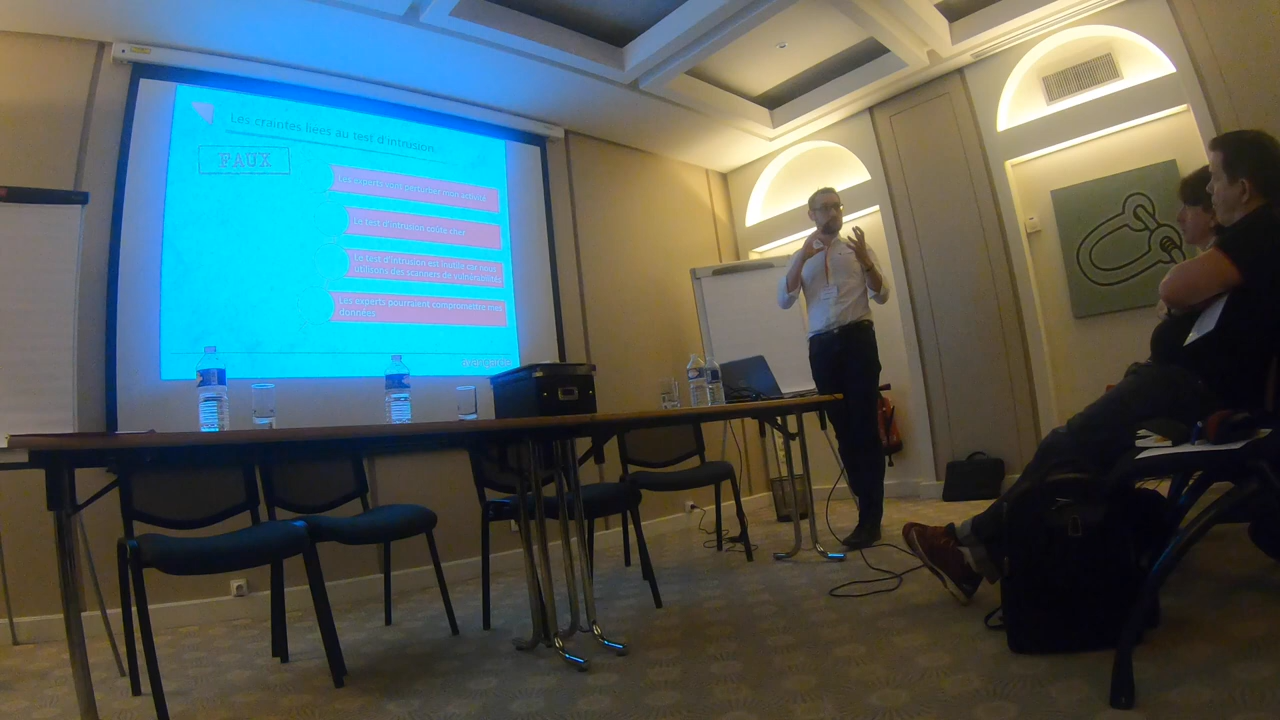 Les craintes liées au test d'intrusion
FAUX
Les experts vont perturber mon activité
Le test d'intrusion coûte cher
Le test d'intrusion est inutile car nous
utilisons des scanners de vulnérabilités
Les experts pourraient compromettre mes
données